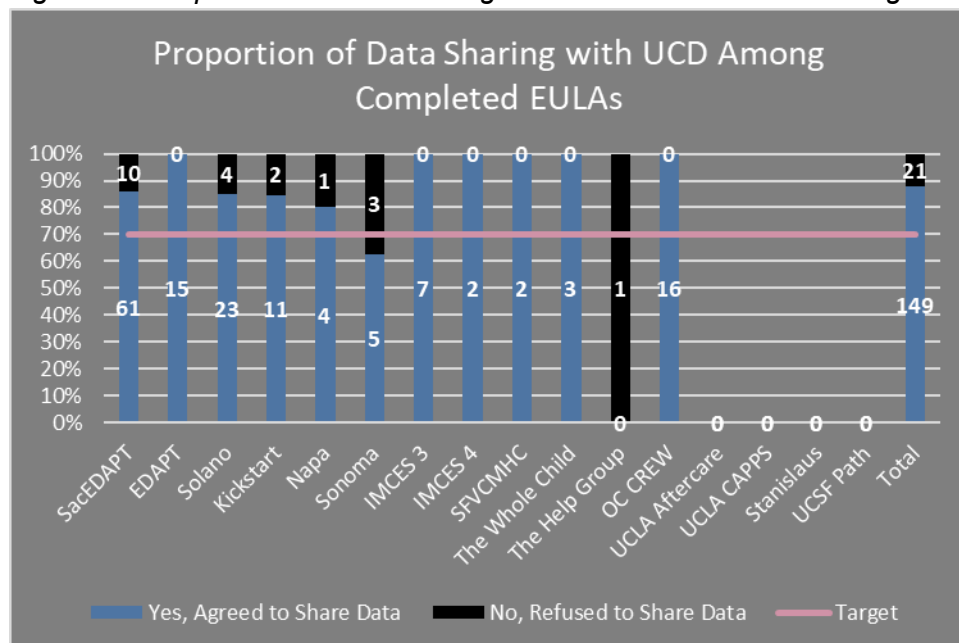 Proportion of Data Sharing with UCD Among
Completed EULAs
100%
90%
80%
70%
60%
50%
40%
30%
20%
10%
0%
10 0 4 2 1 3 0 0 0 0 1 0 21
61 15 23 11 4 5 7 2 2 3 0 16 0 0 0 0 149
SacEDAPT
EDAPT
Solano
Kickstart
Napa
Sonoma
IMCES 3
IMCES 4
SFVCMHC
The Whole Child
The Help Group
OC CREW
UCLA Aftercare
UCLA CAPPS
Stanislaus
UCSF Path
Total
Yes, Agreed to Share Data No, Refused to Share Data Target